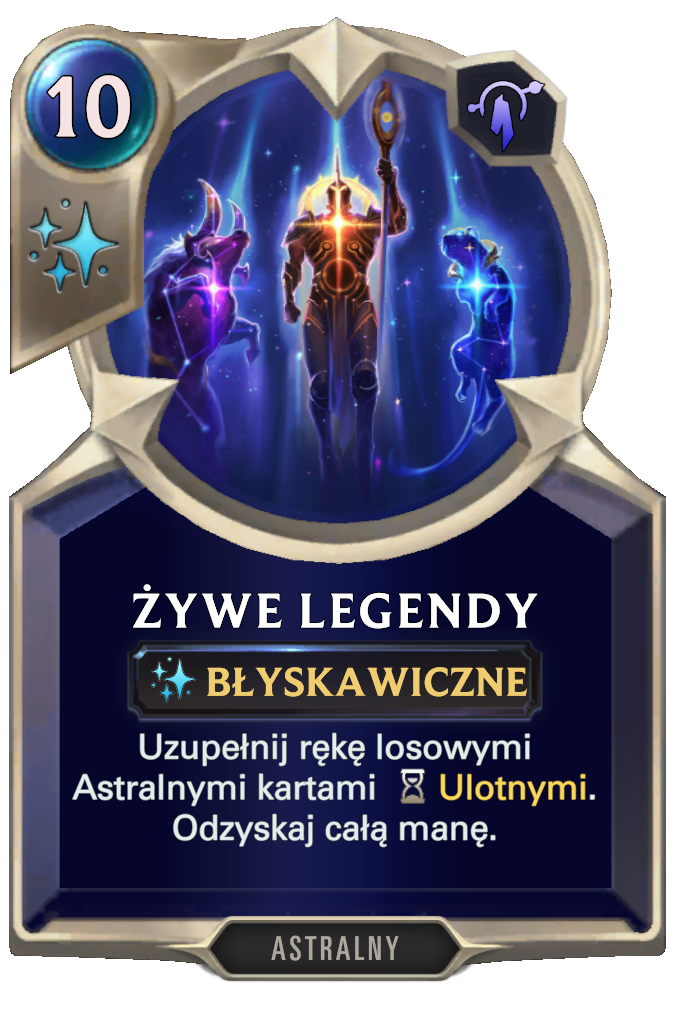 10
ŻYWE LEGENDY
BŁYSKAWICZNE
Uzupełnij rękę losowymi
Astralnymi kartami Ulotnymi.
Odzyskaj całą manę.
ASTRALNY